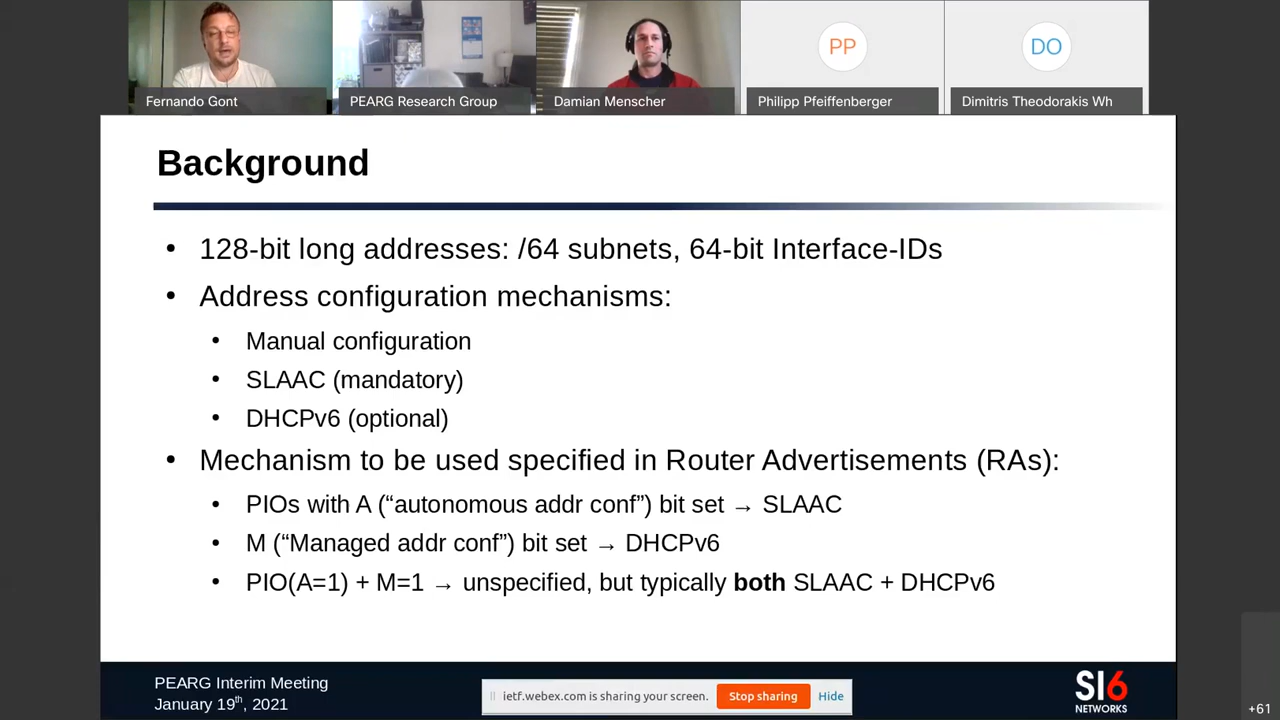 PP
DO
Fernando Gont
PEARG Research Group
Damian Menscher
Philipp Pfeiffenberger
Dimitris Theodorakis Wh
Background
• 128-bit long addresses: /64 subnets, 64-bit Interface-IDs
• Address configuration mechanisms:
• Manual configuration
• SLAAC (mandatory)
• DHCPv6 (optional)
• Mechanism to be used specified in Router Advertisements (RAs):
• PIOs with A (“autonomous addr conf”) bit set → SLAAC
• M (“Managed addr conf”) bit set → DHCPv6
• PIO(A=1) + M=1 → unspecified, but typically both SLAAC + DHCPv6
PEARG Interim Meeting
January 19th, 2021
ietf.webex.com is sharing your screen.
Stop sharing
Hide
SI6
NETWORKS
+61